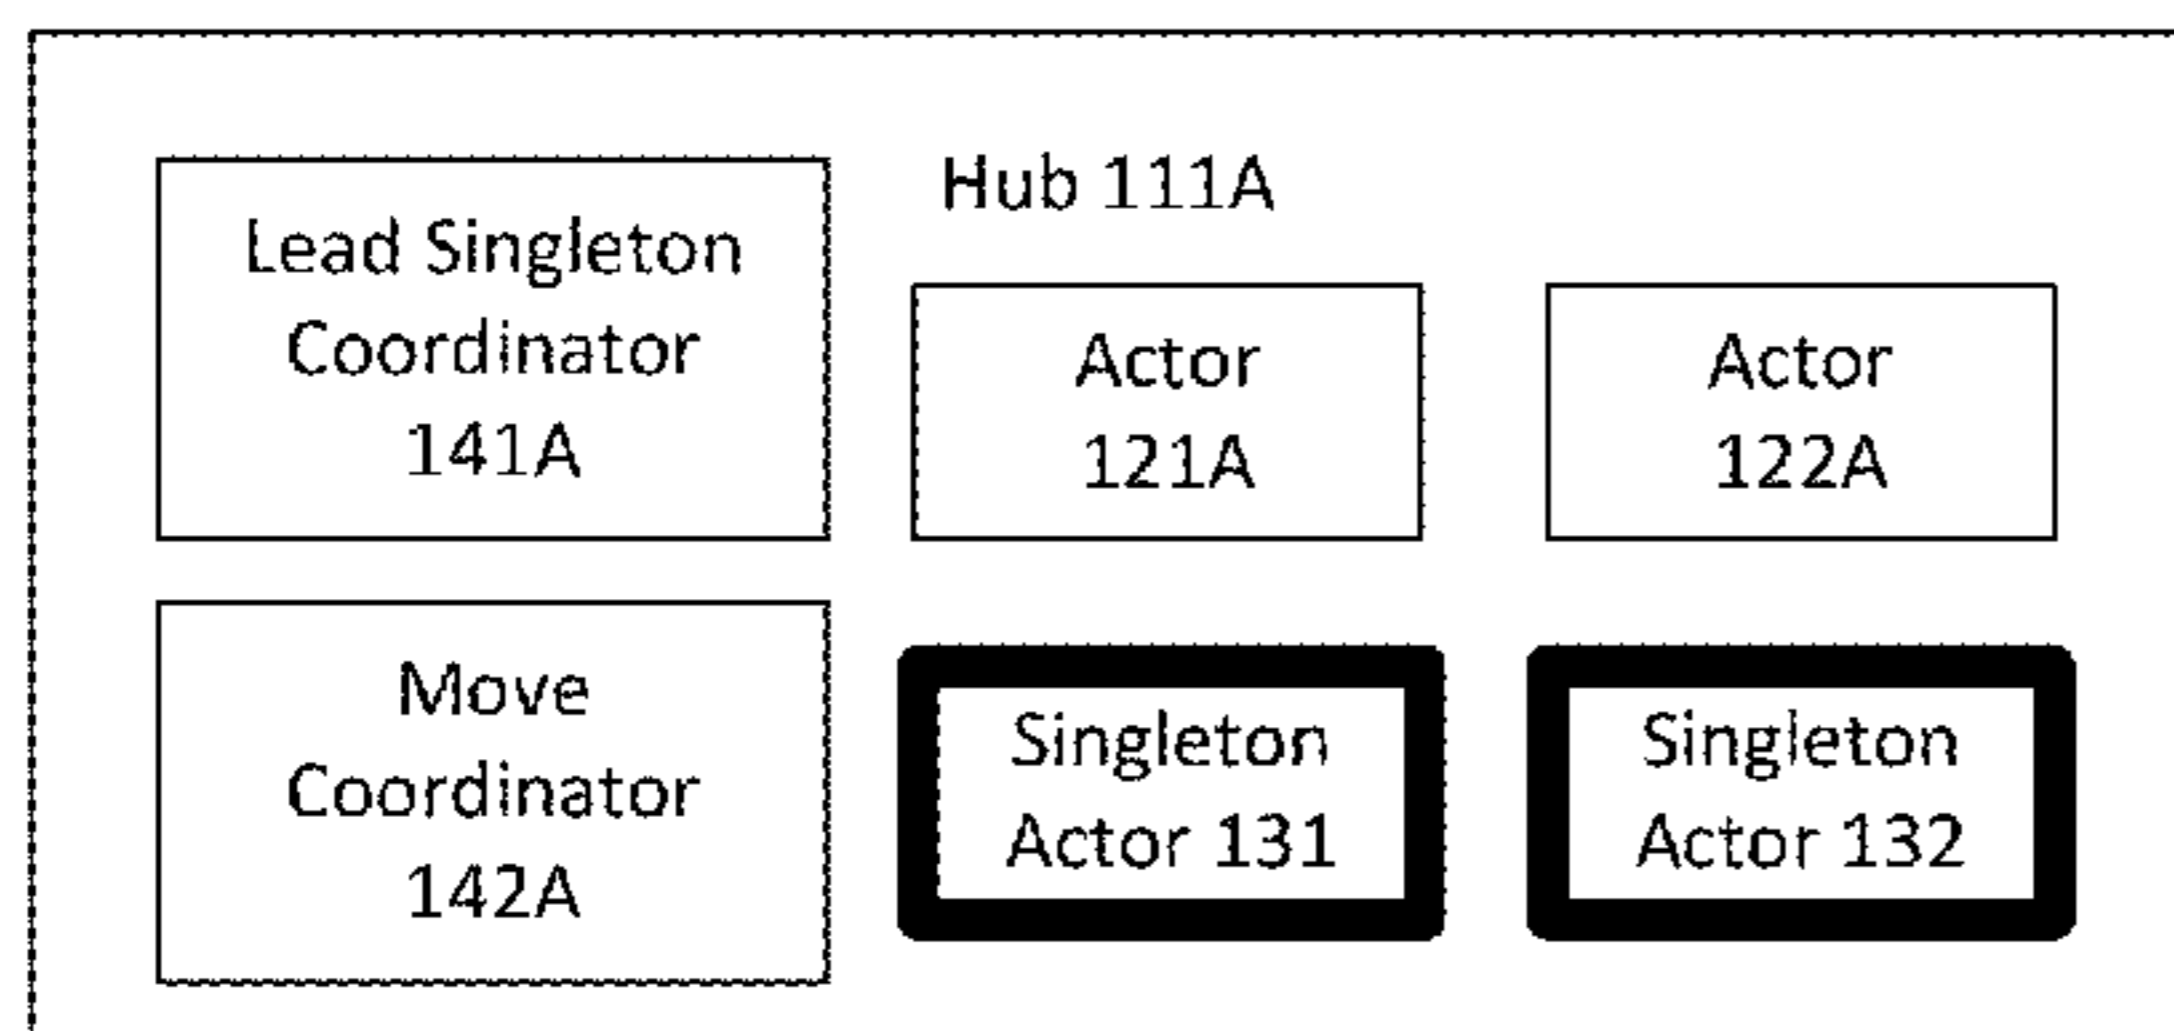 Lead Singleton
Coordinator
141A
Hub 111A
Actor
121A
Actor
122A
Move
Coordinator
142A
Singleton
Actor 131
Singleton
Actor 132